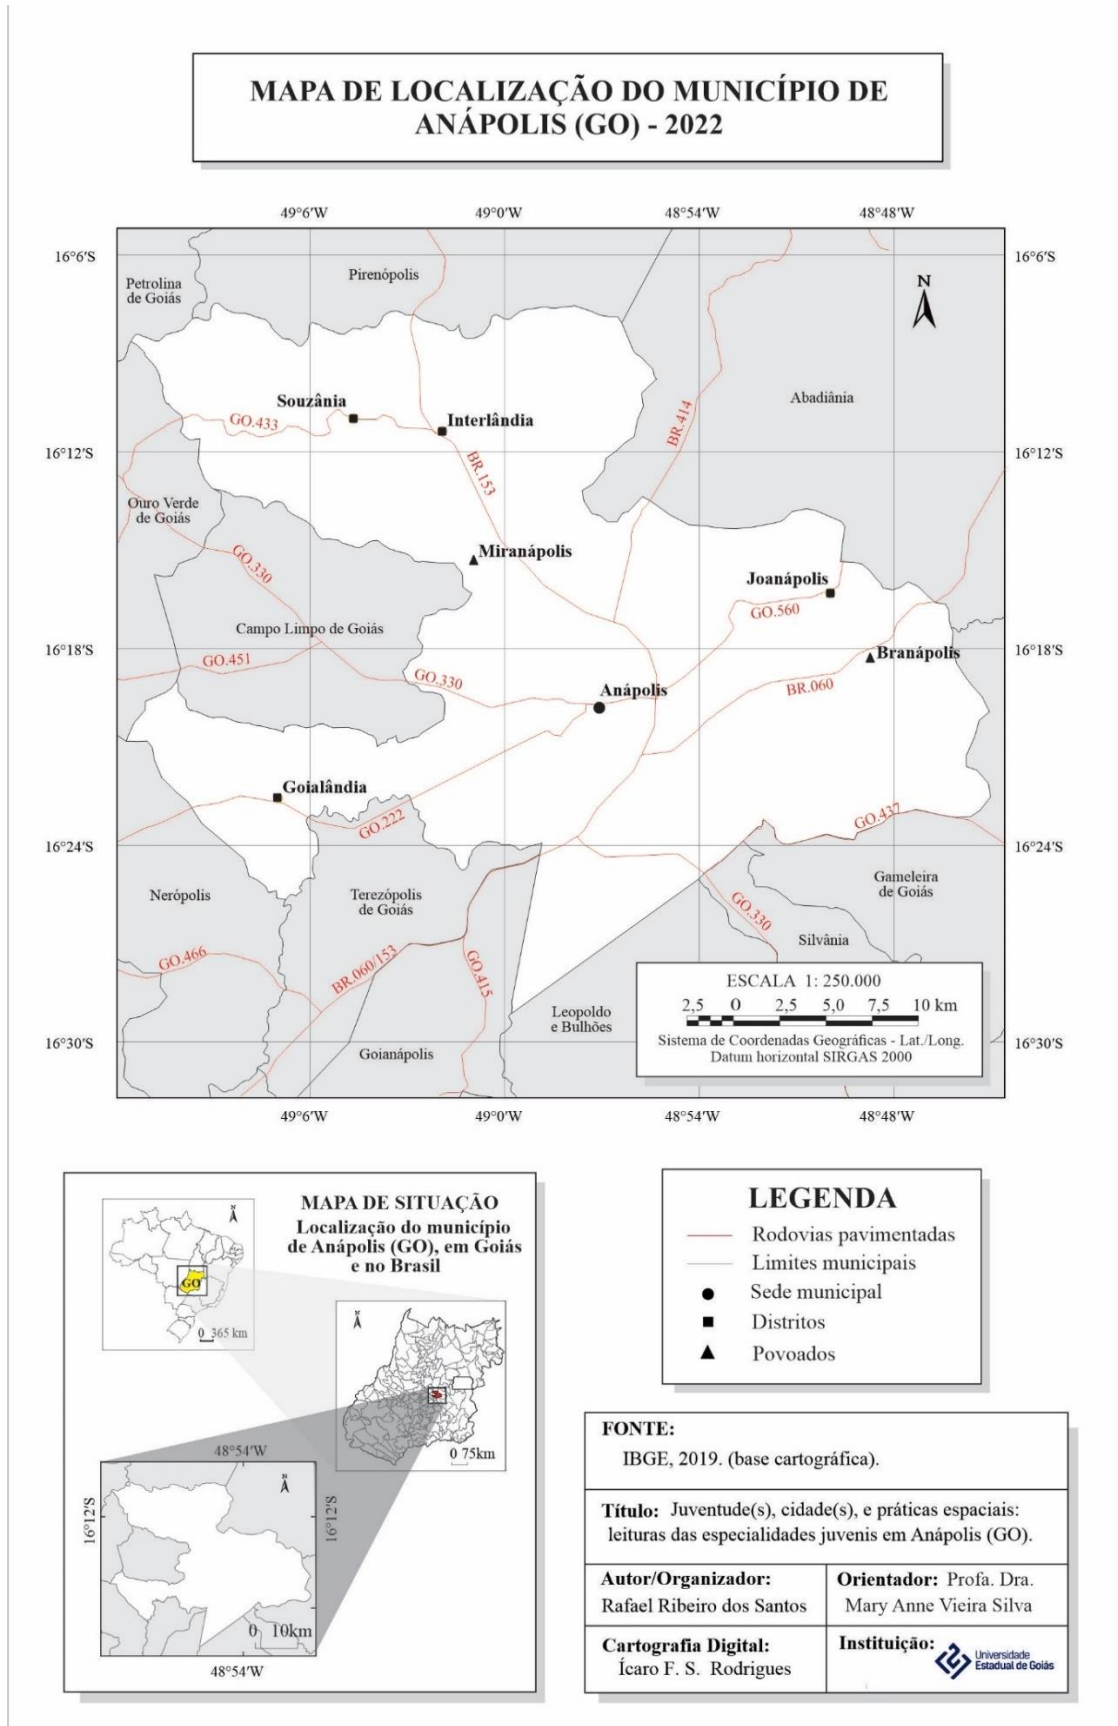 MAPA DE LOCALIZAÇÃO DO MUNICÍPIO DE
ANÁPOLIS (GO) - 2022
49°6'W
49°0'W
48°54'W
48°48'W
16°6'S
16°6'S
Petrolina
de Goiás
Pirenópolis
N
Abadiânia
Souzânia
GO.433
Interlândia
BR.414
BR.153
16°12'S
16°12'S
Ouro Verde
de Goiás
GO.330
Miranápolis
Joanápolis
GO.560
Campo Limpo de Goiás
16°18'S
16°18'S
GO.451
GO.330
Branápolis
BR.060
Anápolis
Goialândia
GO.222
GO.437
16°24'S
16°24'S
Nerópolis
Terezópolis
de Goiás
Gameleira
de Goiás
GO.330
Silvânia
GO.466
BR.060/153
GO.415
Leopoldo
e Bulhões
ESCALA 1: 250.000
2,5 0 2,5 5,0 7,5 10 km
Sistema de Coordenadas Geográficas - Lat./Long.
Datum horizontal SIRGAS 2000
16°30'S
16°30'S
Goianápolis
49°6'W
49°0'W
48°54'W
48°48'W
MAPA DE SITUAÇÃO
Localização do município
de Anápolis (GO), em Goiás
e no Brasil
N
GO
0 365 km
N
0 75km
48°54'W
N
16°12'S
16°12'S
0 10km
48°54'W
LEGENDA
Rodovias pavimentadas
Limites municipais
Sede municipal
Distritos
Povoados
FONTE:
IBGE, 2019. (base cartográfica).
Título: Juventude(s), cidade(s), e práticas espaciais:
leituras das especialidades juvenis em Anápolis (GO).
Autor/Organizador:
Rafael Ribeiro dos Santos
Orientador: Profa. Dra.
Mary Anne Vieira Silva
Cartografia Digital:
Ícaro F. S. Rodrigues
Instituição:
Universidade
Estadual de Goiás